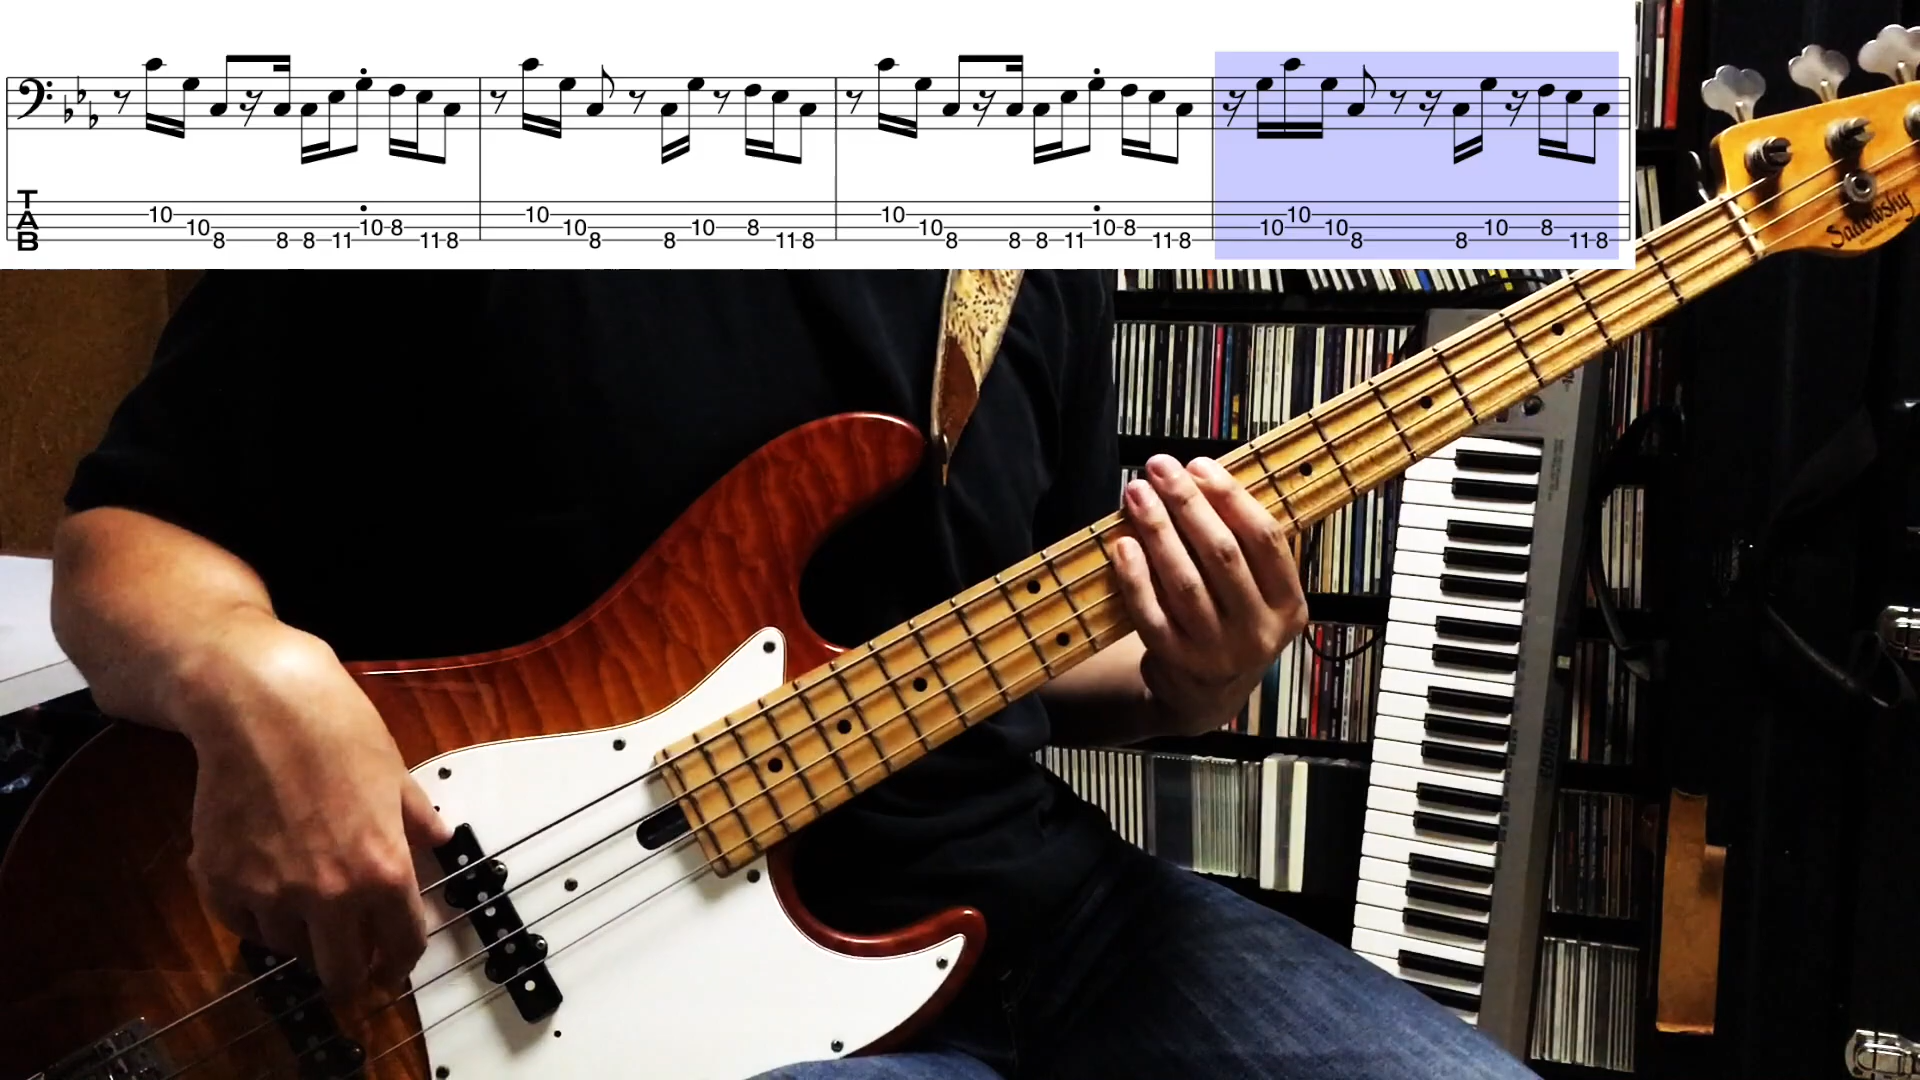 T
A
B
10 10 8 8 8 11 10 8 11 8
10 10 8 8 10 8 11 8
10 10 8 8 8 11 10 8 11 8
10 10 10 8 8 10 8 11 8
Sadowsky